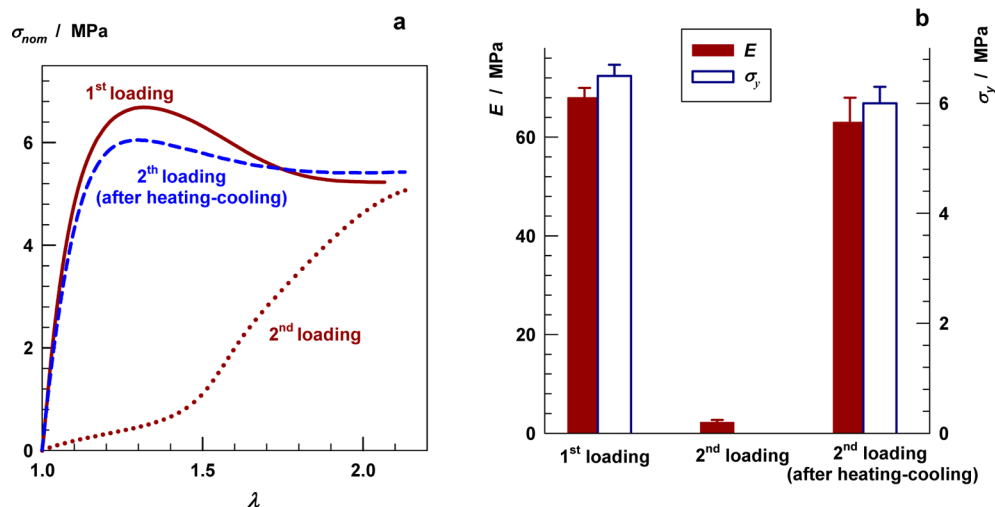 σnom / MPa
a
6
4
2
0
1.0
1.5
2.0
λ
1st loading
2th loading
(after heating-cooling)
2nd loading
b
E / MPa
60
40
20
0
E
σy
σy / MPa
6
4
2
0
1st loading
2nd loading
2nd loading
(after heating-cooling)